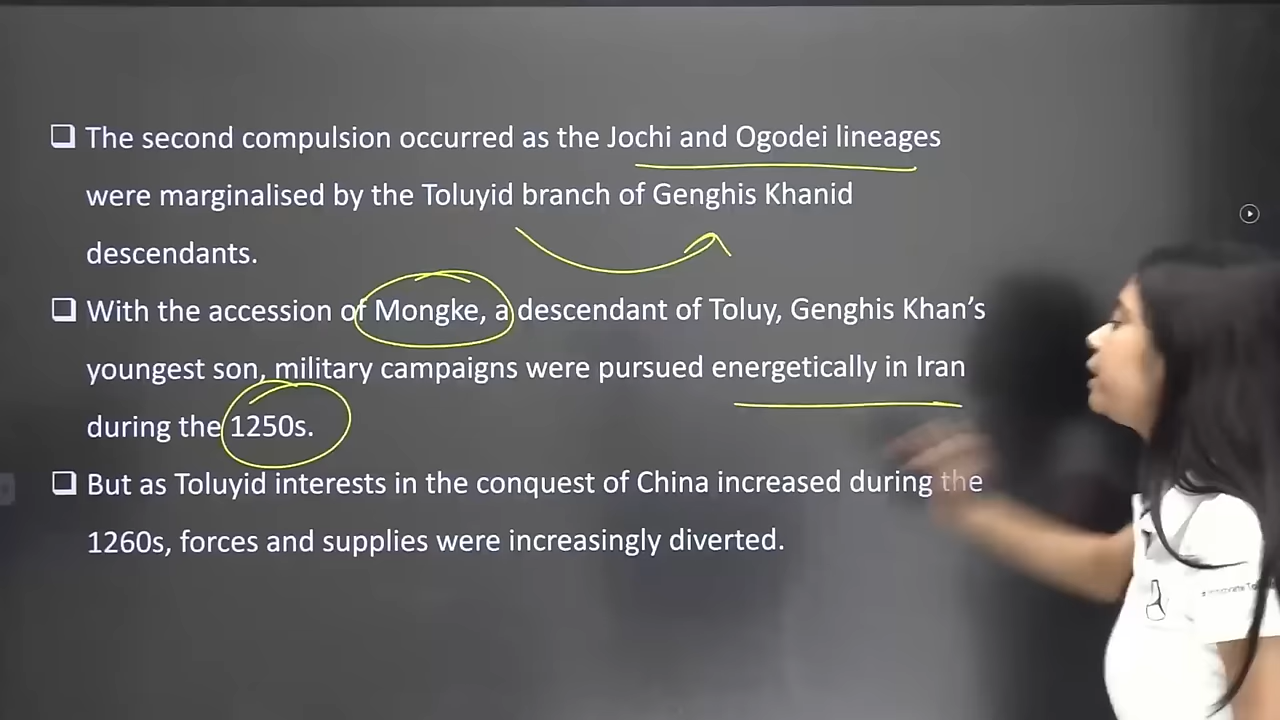 ❑ The second compulsion occurred as the Jochi and Ogodei lineages
were marginalised by the Toluyid branch of Genghis Khanid
descendants.
❑ With the accession of Mongke, a descendant of Toluy, Genghis Khan’s
youngest son, military campaigns were pursued energetically in Iran
during the 1250s.
❑ But as Toluyid interests in the conquest of China increased during the
1260s, forces and supplies were increasingly diverted.